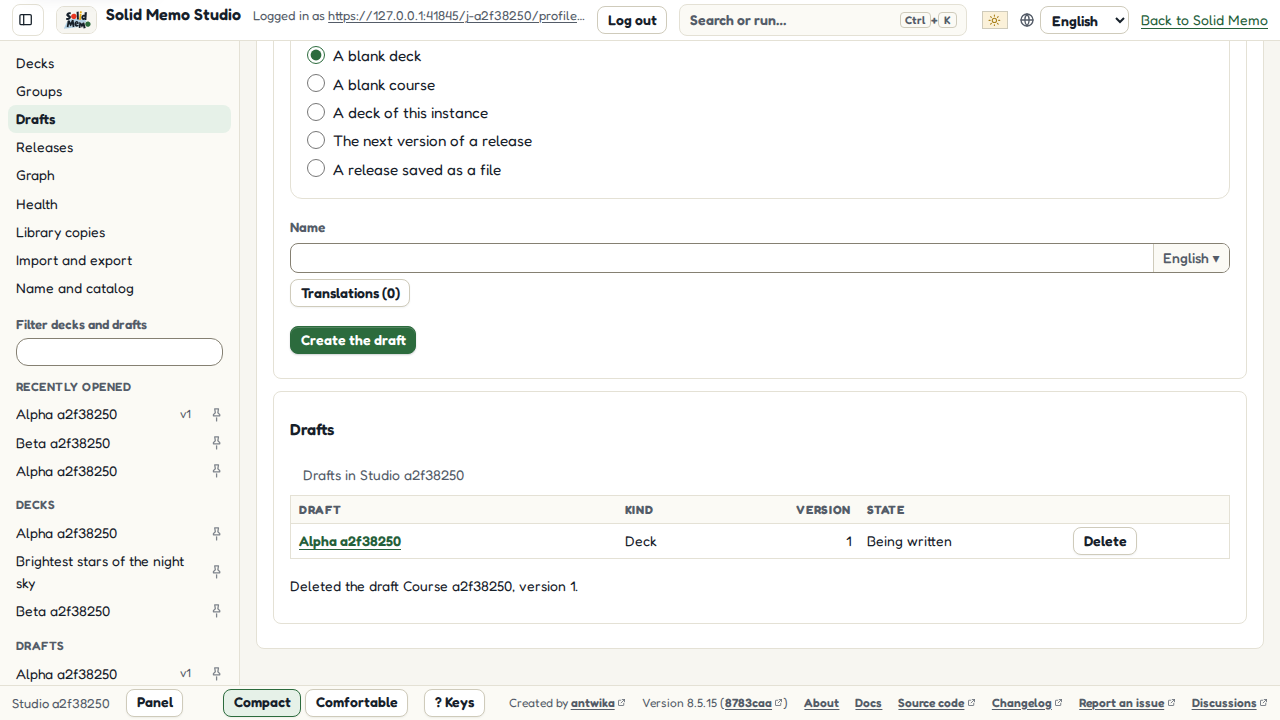 Solid Memo Studio
Logged in as https://127.0.0.1:41845/j-a2f38250/profile...
Log out
Search or run...
Ctrl+K
English
Back to Solid Memo
Decks
Groups
Drafts
Releases
Graph
Health
Library copies
Import and export
Name and catalog
Filter decks and drafts
RECENTLY OPENED
Alpha a2f38250 v1
Beta a2f38250
Alpha a2f38250
DECKS
Alpha a2f38250
Brightest stars of the night
sky
Beta a2f38250
DRAFTS
Alpha a2f38250 v1
A blank deck
A blank course
A deck of this instance
The next version of a release
A release saved as a file
Name
English ▾
Translations (0)
Create the draft
Drafts
Drafts in Studio a2f38250
DRAFT KIND VERSION STATE
Alpha a2f38250 Deck 1 Being written Delete
Deleted the draft Course a2f38250, version 1.
Studio a2f38250
Panel
Compact
Comfortable
? Keys
Created by antwika
Version 8.5.15 (8783caa)
About
Docs
Source code
Changelog
Report an issue
Discussions